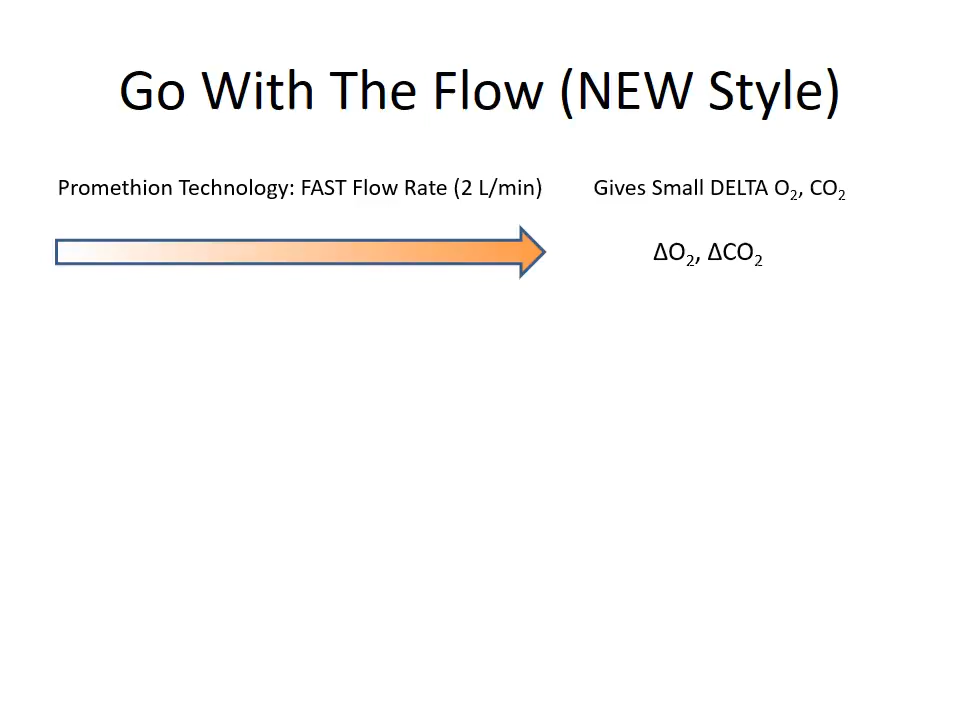 Go With The Flow (NEW Style)
Promethion Technology: FAST Flow Rate (2 L/min)
Gives Small DELTA O₂, CO₂
ΔO₂, ΔCO₂